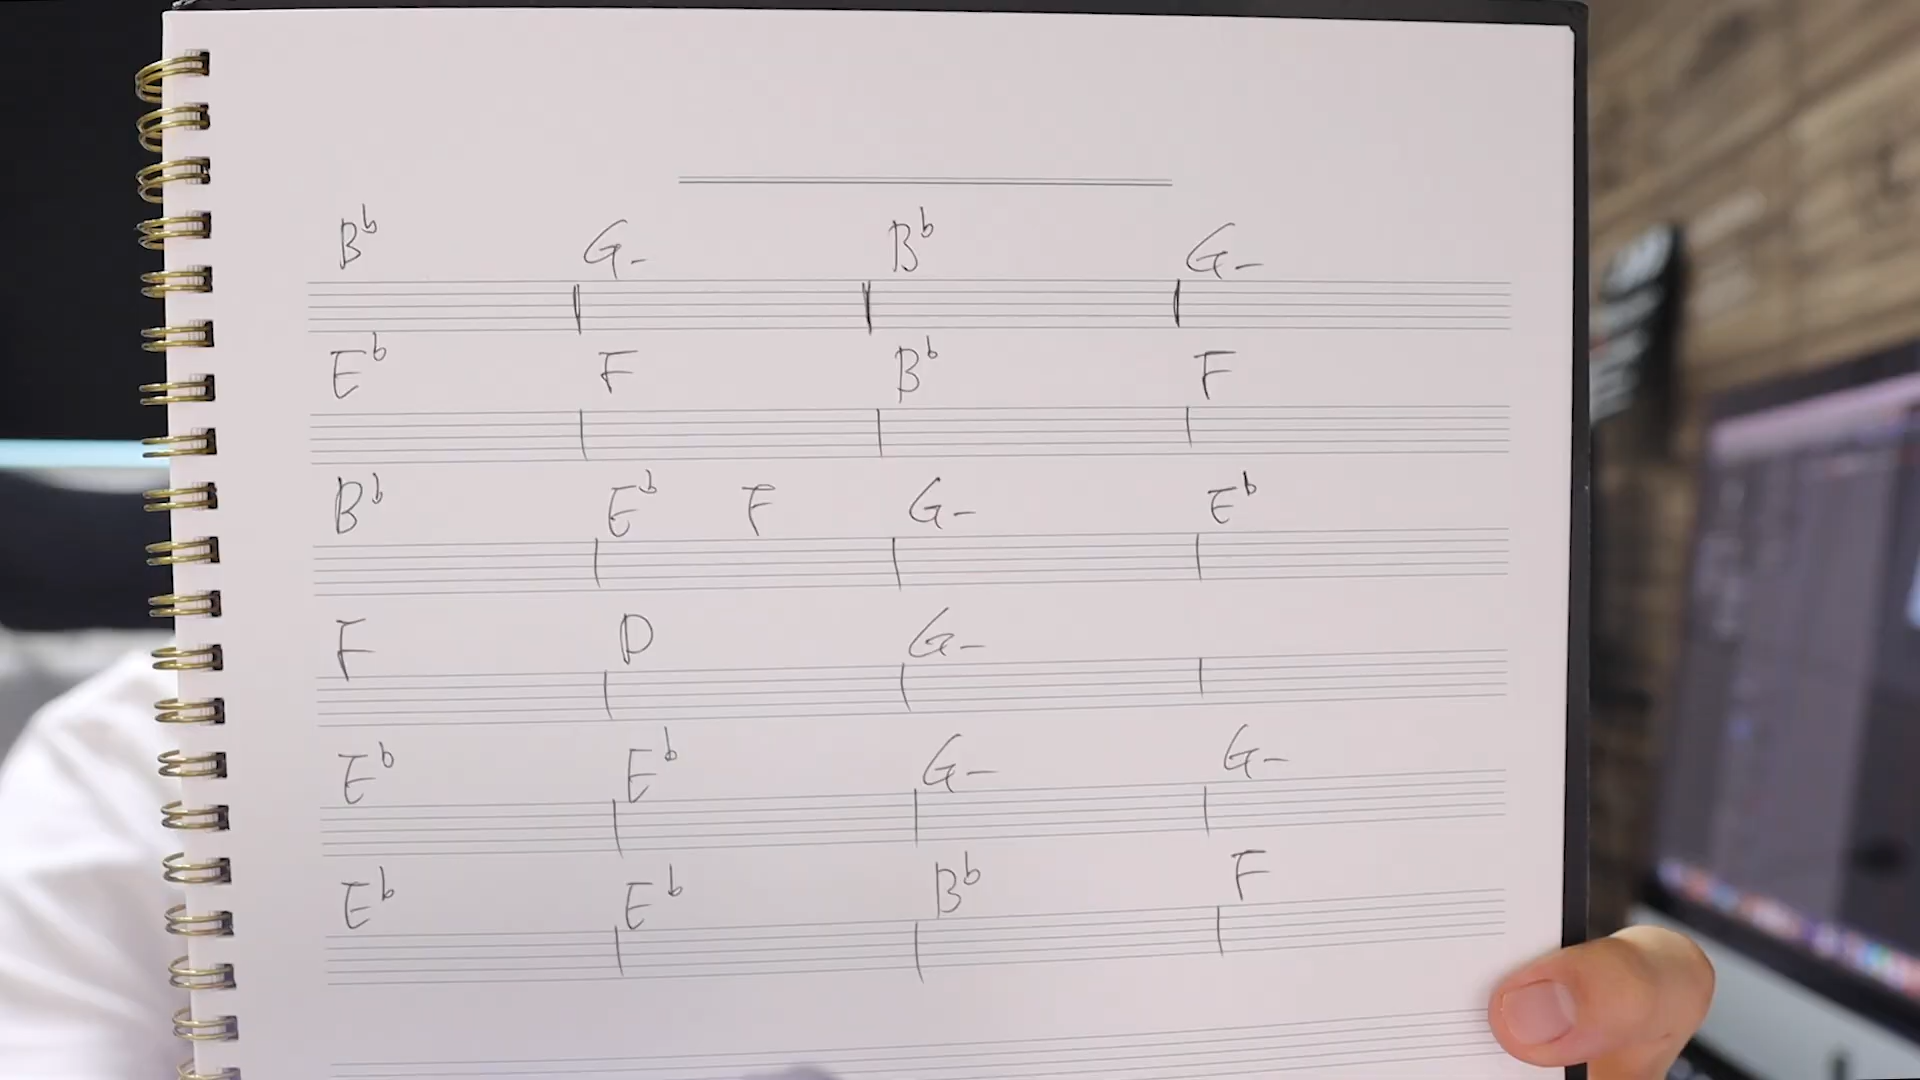 B♭ G- B♭ G-
E♭ F B♭ F
B♭ E♭ F G- E♭
F D G-
E♭ E♭ G- G-
E♭ E♭ B♭ F